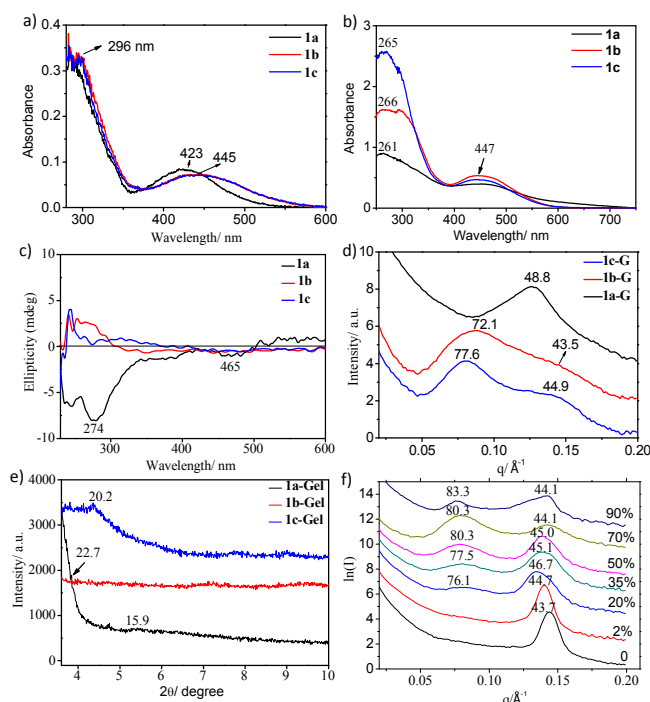 a)
0.4
0.3
0.2
0.1
0.0
Absorbance
296 nm
423
445
1a
1b
1c
300
350
400
450
500
550
600
Wavelength/ nm
b)
3
2
1
0
Absorbance
265
266
261
447
1a
1b
1c
300
400
500
600
700
Wavelength/ nm
c)
10
5
0
-5
-10
Ellipticity (mdeg)
274
465
1a
1b
1c
300
400
500
600
Wavelength/ nm
d)
10
8
6
4
2
0
Intensity/ a.u.
48.8
72.1
43.5
77.6
44.9
1c-G
1b-G
1a-G
0.05
0.10
0.15
0.20
q/ Å⁻¹
e)
4000
3000
2000
1000
0
Intensity/ a.u.
20.2
22.7
15.9
1a-Gel
1b-Gel
1c-Gel
4
5
6
7
8
9
10
2θ/ degree
f)
14
12
10
8
6
4
2
0
ln(I)
83.3
44.1
90%
80.3
44.1
70%
80.3
45.0
50%
77.5
45.1
35%
76.1
46.7
20%
44.7
2%
43.7
0
0.05
0.10
0.15
0.20
q/Å⁻¹